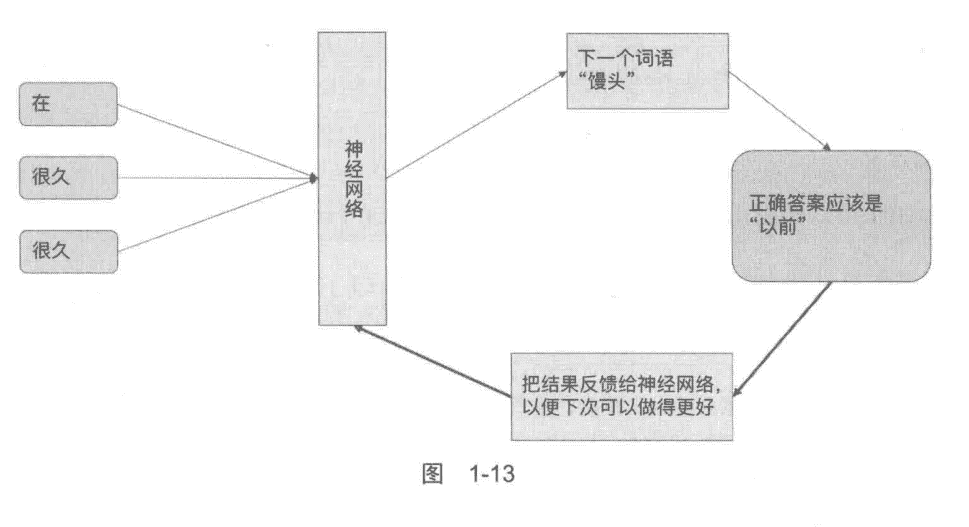 在
很久
很久
神经网络
下一个词语
“馒头”
正确答案应该是
“以前”
把结果反馈给神经网络，
以便下次可以做得更好
图 1-13